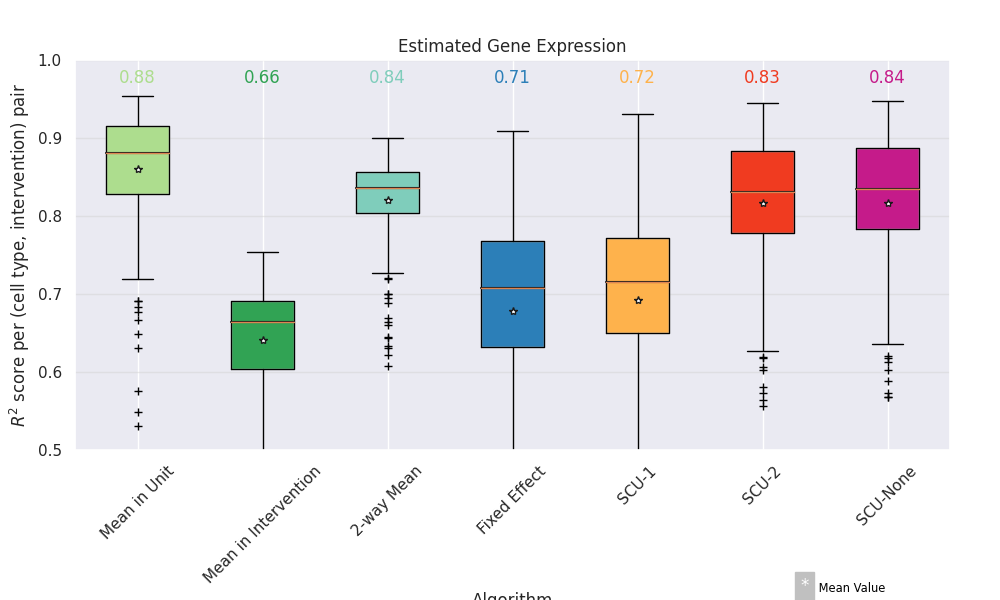 Estimated Gene Expression
R² score per (cell type, intervention) pair
1.0
0.9
0.8
0.7
0.6
0.5
0.88 0.66 0.84 0.71 0.72 0.83 0.84
Mean in Unit
Mean in Intervention
2-way Mean
Fixed Effect
SCU-1
SCU-2
SCU-None
Algorithm
* Mean Value